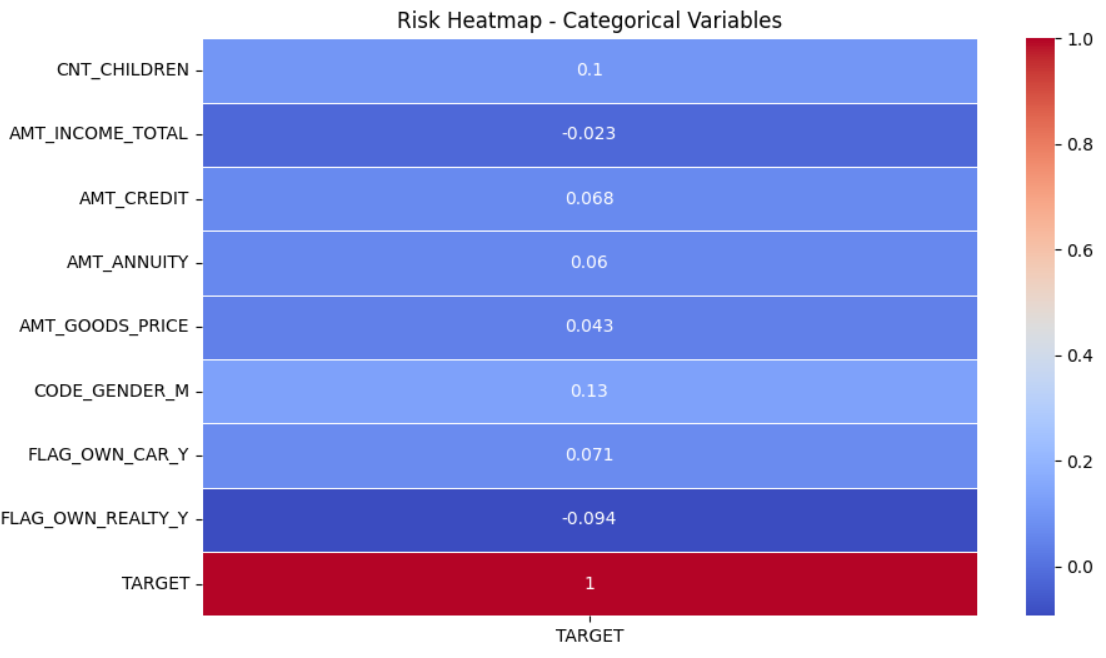 Risk Heatmap - Categorical Variables
CNT_CHILDREN
0.1
AMT_INCOME_TOTAL
-0.023
AMT_CREDIT
0.068
AMT_ANNUITY
0.06
AMT_GOODS_PRICE
0.043
CODE_GENDER_M
0.13
FLAG_OWN_CAR_Y
0.071
FLAG_OWN_REALTY_Y
-0.094
TARGET
1
TARGET
1.0
0.8
0.6
0.4
0.2
0.0